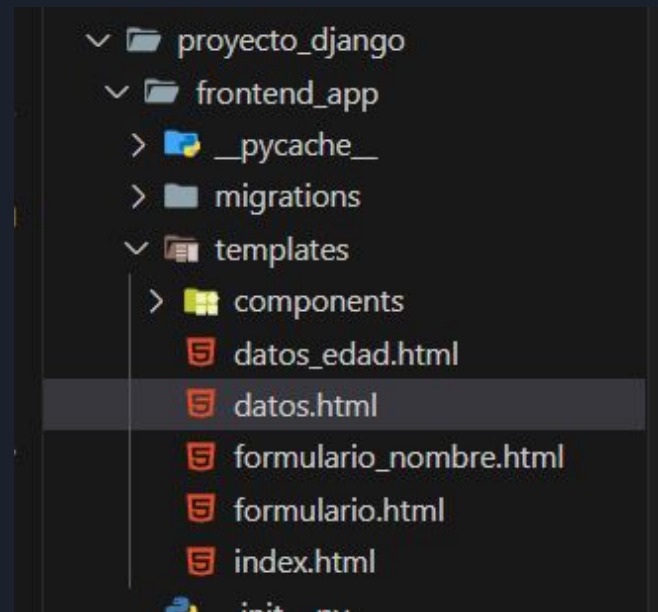 proyecto_django
frontend_app
__pycache__
migrations
templates
components
datos_edad.html
datos.html
formulario_nombre.html
formulario.html
index.html